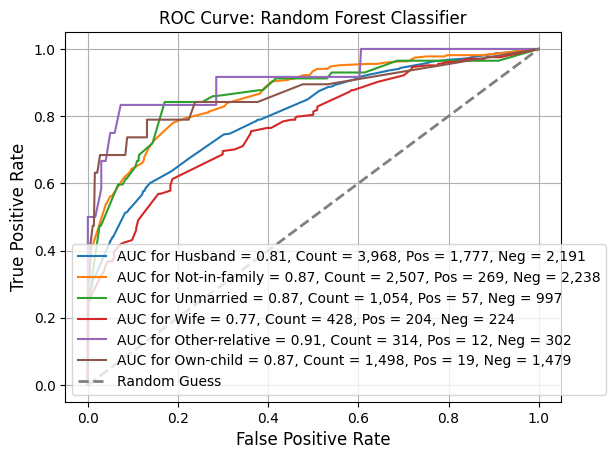 ROC Curve: Random Forest Classifier
True Positive Rate
1.0
0.8
0.6
0.4
0.2
0.0
AUC for Husband = 0.81, Count = 3,968, Pos = 1,777, Neg = 2,191
AUC for Not-in-family = 0.87, Count = 2,507, Pos = 269, Neg = 2,238
AUC for Unmarried = 0.87, Count = 1,054, Pos = 57, Neg = 997
AUC for Wife = 0.77, Count = 428, Pos = 204, Neg = 224
AUC for Other-relative = 0.91, Count = 314, Pos = 12, Neg = 302
AUC for Own-child = 0.87, Count = 1,498, Pos = 19, Neg = 1,479
Random Guess
0.0 0.2 0.4 0.6 0.8 1.0
False Positive Rate